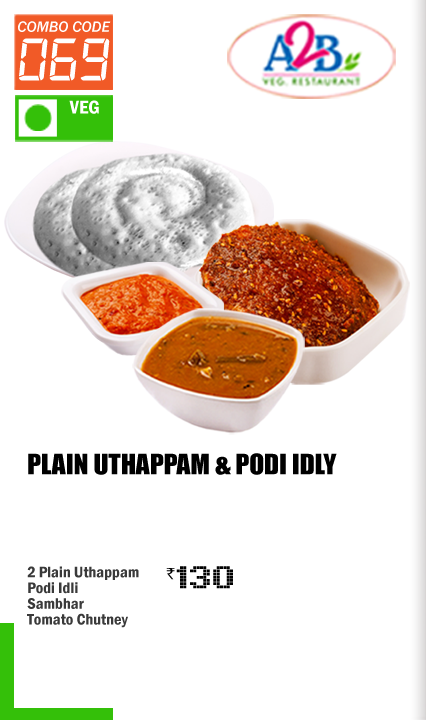 COMBO CODE
069
VEG
A2B
VEG. RESTAURANT
PLAIN UTHAPPAM & PODI IDLY
2 Plain Uthappam
Podi Idli
Sambhar
Tomato Chutney
₹130